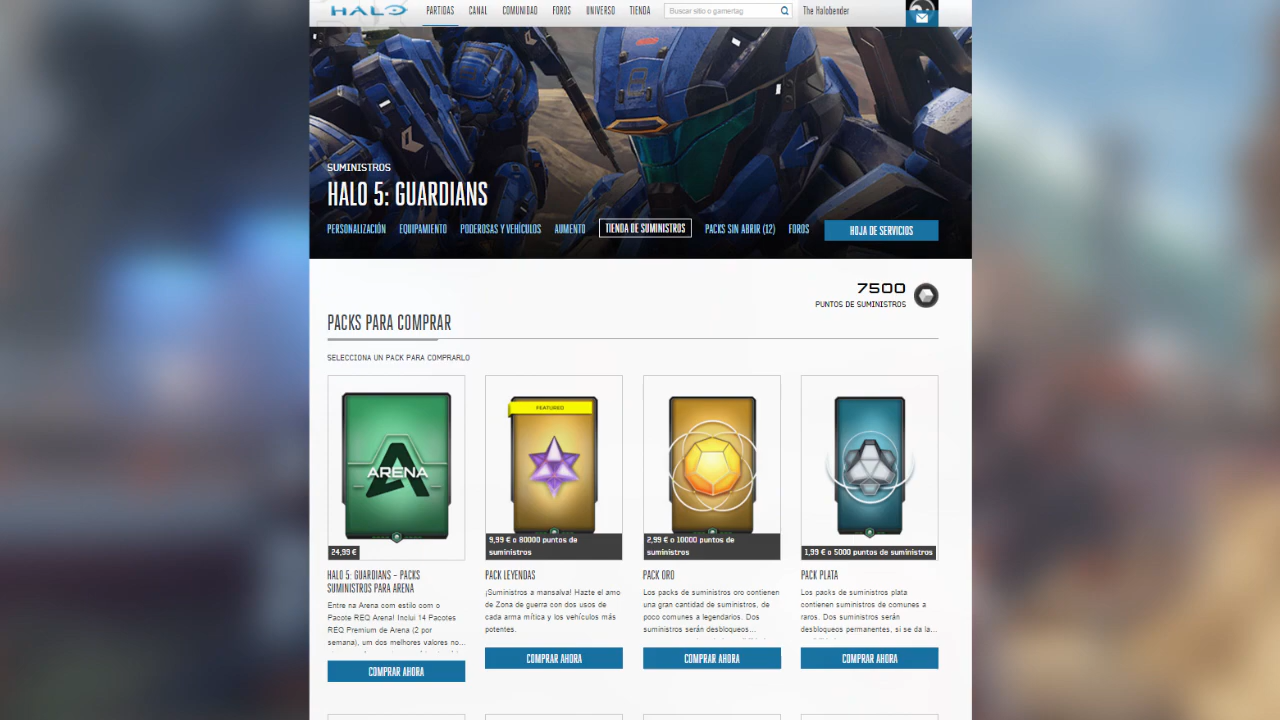 HALO
PARTIDAS
CANAL
COMUNIDAD
FOROS
UNIVERSO
TIENDA
Buscar sitio o gamertag
The Halobender
SUMINISTROS
HALO 5: GUARDIANS
PERSONALIZACIÓN
EQUIPAMIENTO
PODEROSAS Y VEHÍCULOS
AUMENTO
TIENDA DE SUMINISTROS
PACKS SIN ABRIR (12)
FOROS
HOJA DE SERVICIOS
7500
PUNTOS DE SUMINISTROS
PACKS PARA COMPRAR
SELECCIONA UN PACK PARA COMPRARLO
ARENA
24,99 €
HALO 5: GUARDIANS – PACKS
SUMINISTROS PARA ARENA
Entre na Arena com estilo com o
Pacote REQ Arena! Inclui 14 Pacotes
REQ Premium de Arena (2 por
semana), um dos melhores valores no...
COMPRAR AHORA
FEATURED
9,99 € o 80000 puntos de
suministros
PACK LEYENDAS
¡Suministros a mansalva! Hazte el amo
de Zona de guerra con dos usos de
cada arma mítica y los vehículos más
potentes.
COMPRAR AHORA
2,99 € o 10000 puntos de
suministros
PACK ORO
Los packs de suministros oro contienen
una gran cantidad de suministros, de
poco comunes a legendarios. Dos
suministros serán desbloqueos...
COMPRAR AHORA
1,99 € o 5000 puntos de suministros
PACK PLATA
Los packs de suministros plata
contienen suministros de comunes a
raros. Dos suministros serán
desbloqueos permanentes, si se da la...
COMPRAR AHORA